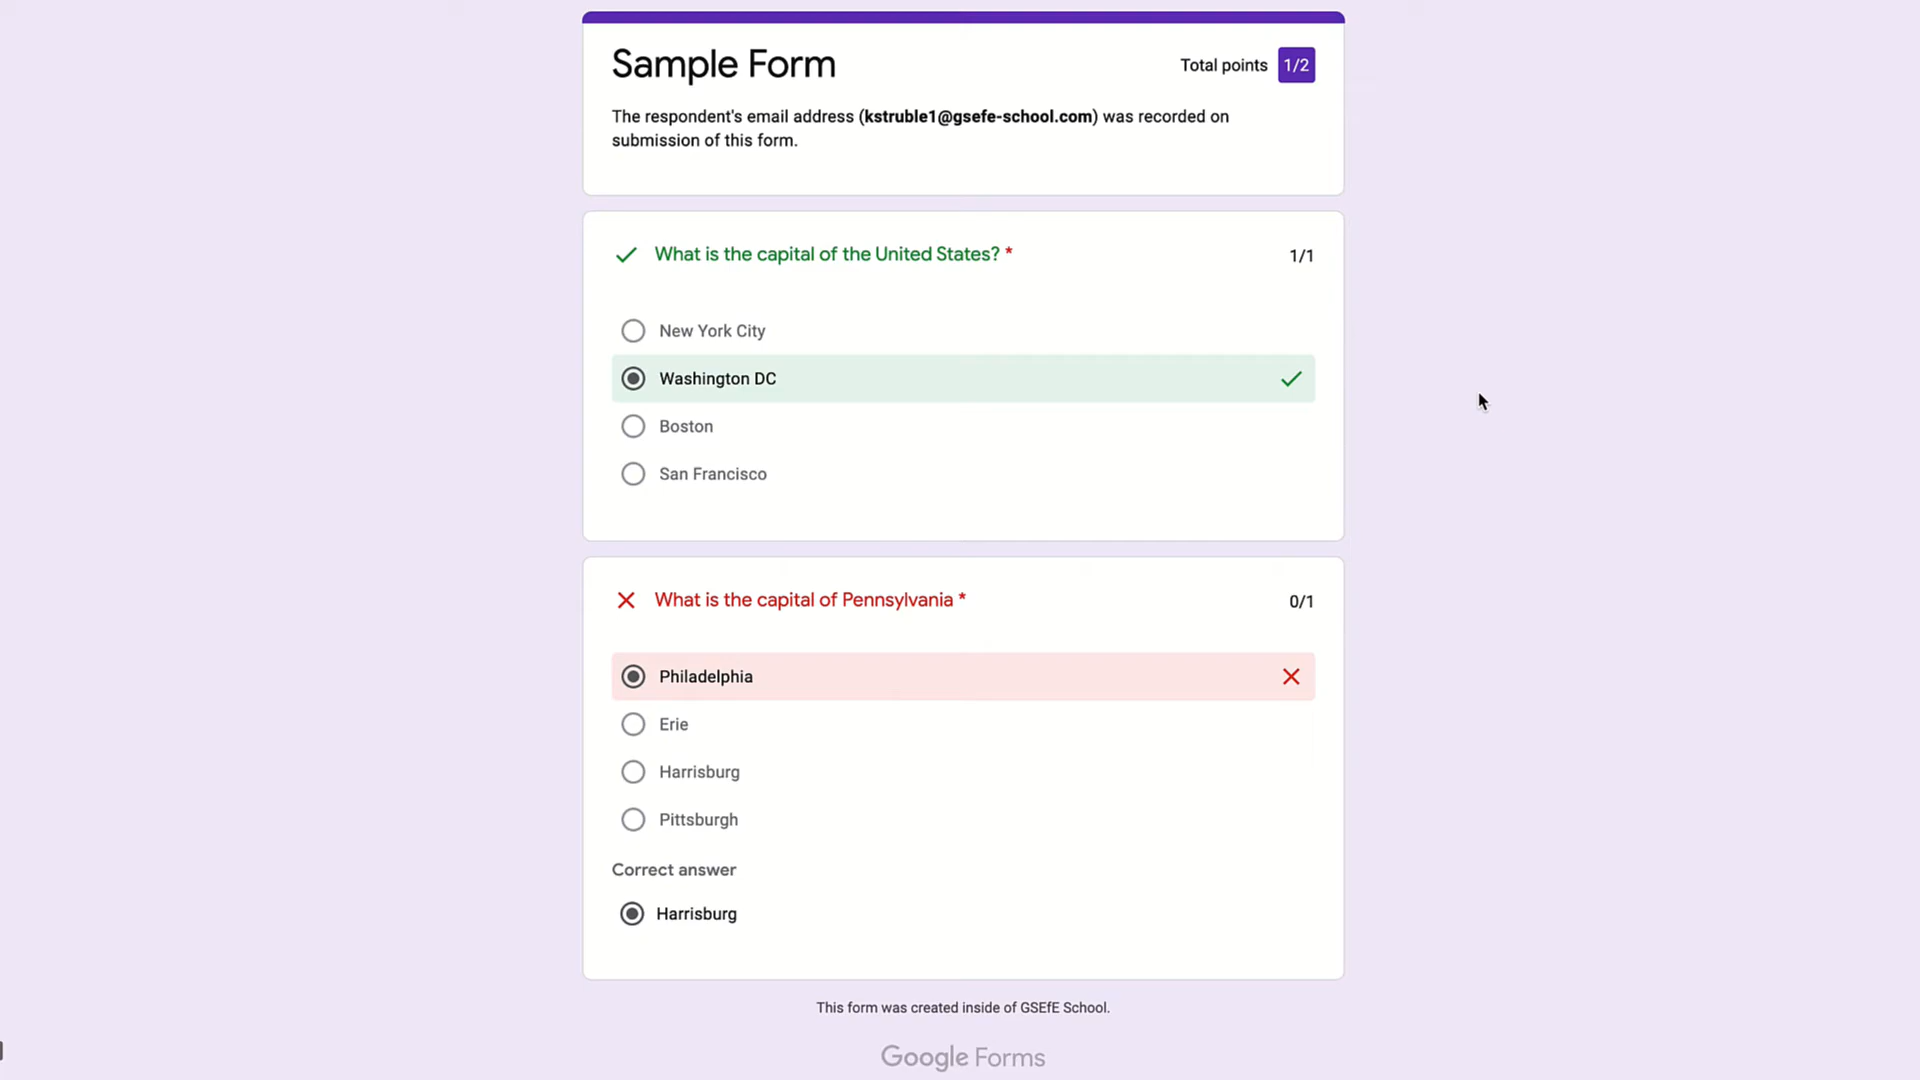 Sample Form
Total points 1/2
The respondent's email address (kstruble1@gsefe-school.com) was recorded on
submission of this form.
What is the capital of the United States? *
1/1
New York City
Washington DC
Boston
San Francisco
What is the capital of Pennsylvania *
0/1
Philadelphia
Erie
Harrisburg
Pittsburgh
Correct answer
Harrisburg
This form was created inside of GSEfE School.
Google Forms